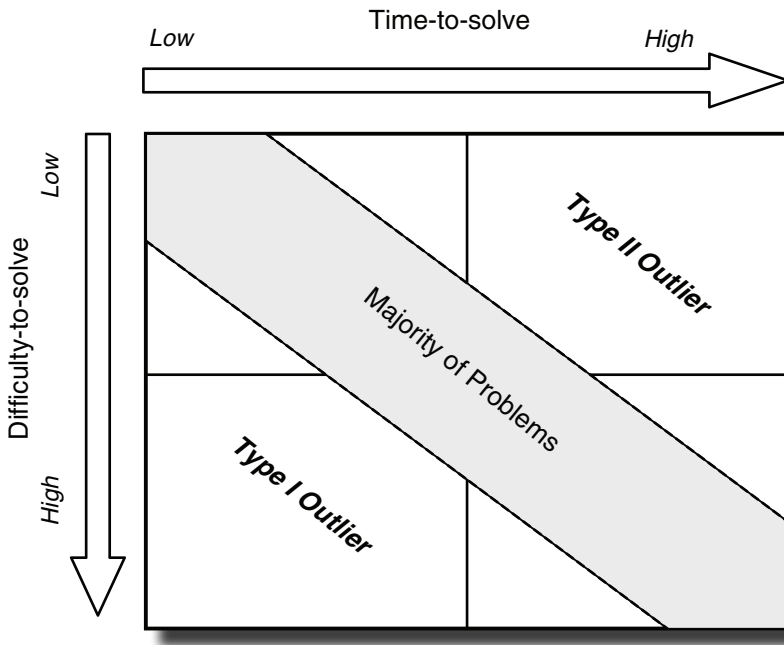 Time-to-solve
Low
High
Low
Difficulty-to-solve
High
Type II Outlier
Majority of Problems
Type I Outlier